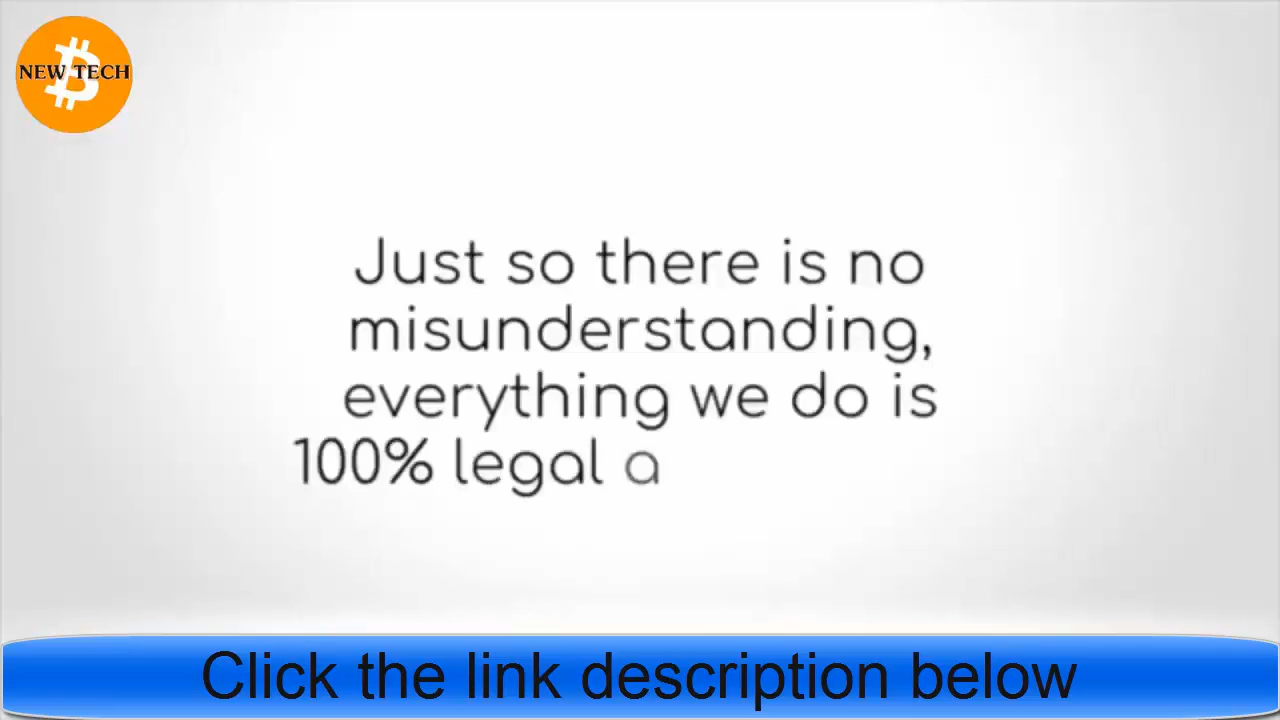 NEW TECH
Just so there is no
misunderstanding,
everything we do is
100% legal a
Click the link description below